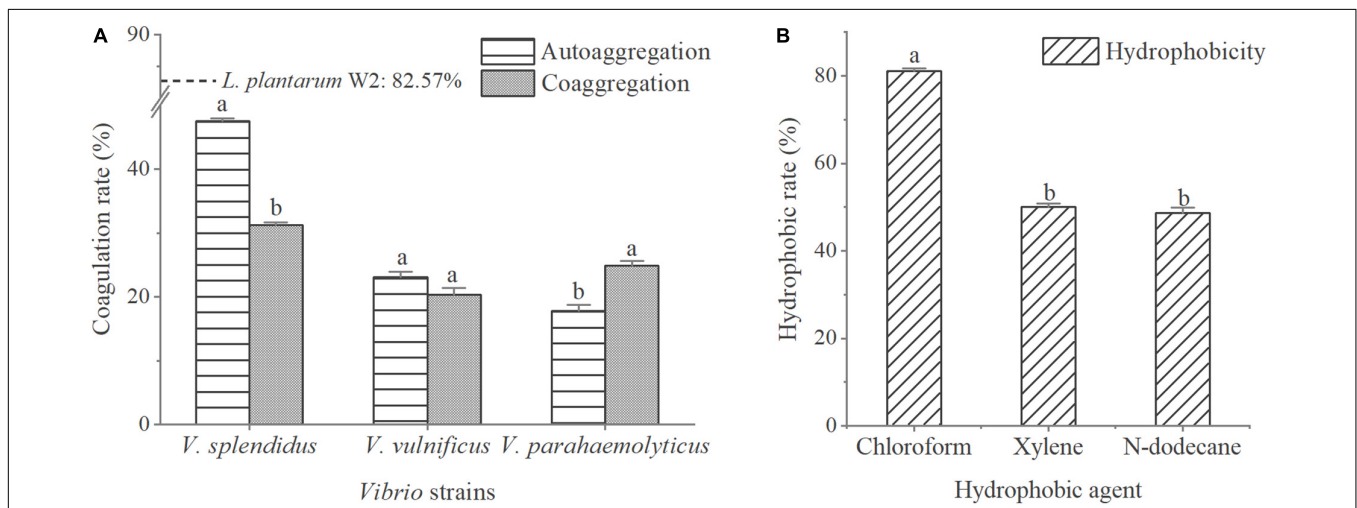 A
90
Autoaggregation
Coaggregation
L. plantarum W2: 82.57%
a
b
a
a
b
a
40
20
0
Coagulation rate (%)
V. splendidus V. vulnificus V. parahaemolyticus
Vibrio strains
B
Hydrophobicity
a
b
b
80
60
40
20
0
Hydrophobic rate (%)
Chloroform Xylene N-dodecane
Hydrophobic agent